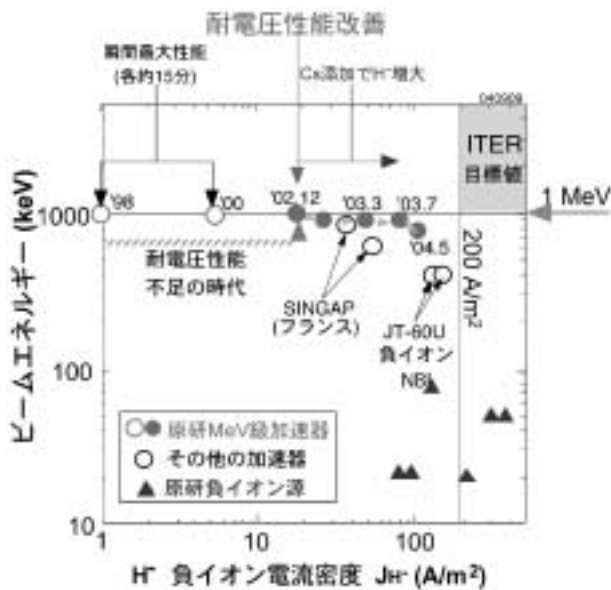 耐電圧性能改善
瞬間最大性能
(各約15分)
Cs添加でH⁻増大
040909
ITER
目標値
'98
'00
'02.12
'03.3
'03.7
1 MeV
'04.5
耐電圧性能
不足の時代
SINGAP
(フランス)
JT-60U
負イオン
NBI
200 A/m²
ビームエネルギー (keV)
1000
100
10
原研MeV級加速器
その他の加速器
原研負イオン源
1
10
100
H⁻ 負イオン電流密度 JH⁻ (A/m²)